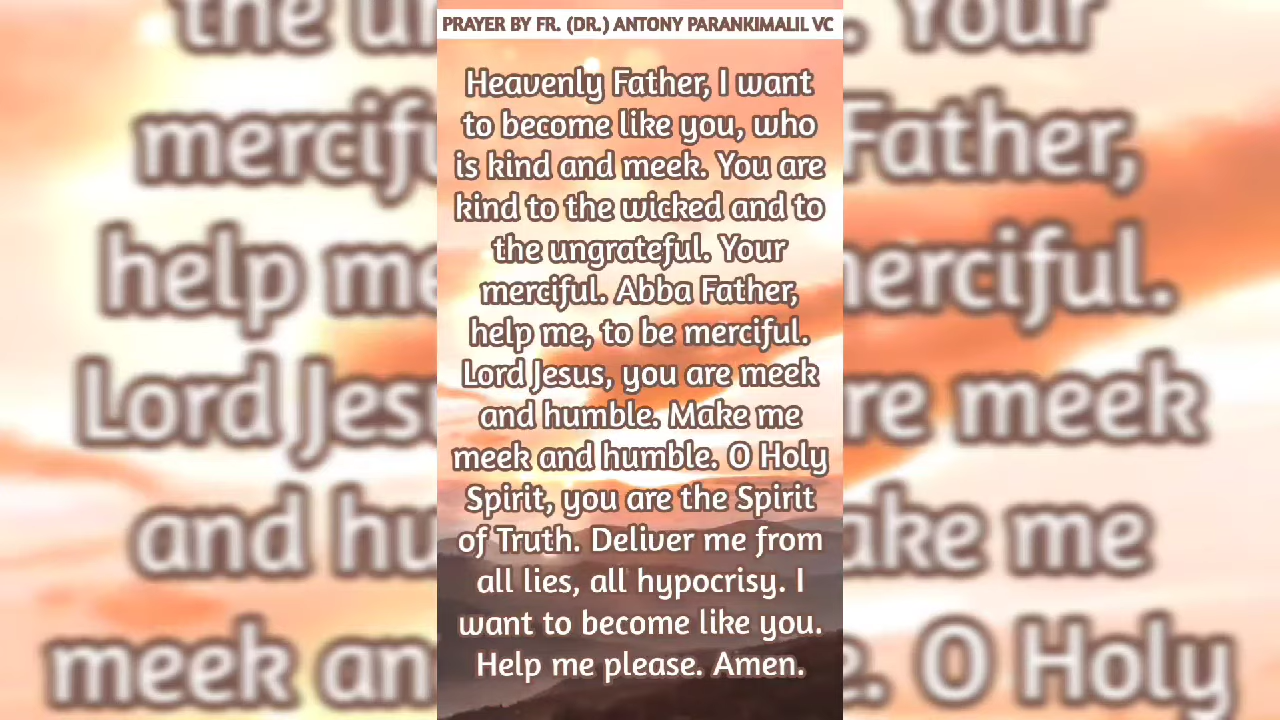 PRAYER BY FR. (DR.) ANTONY PARANKIMALIL VC
Heavenly Father, I want
to become like you, who
is kind and meek. You are
kind to the wicked and to
the ungrateful. Your
merciful. Abba Father,
help me, to be merciful.
Lord Jesus, you are meek
and humble. Make me
meek and humble. O Holy
Spirit, you are the Spirit
of Truth. Deliver me from
all lies, all hypocrisy. I
want to become like you.
Help me please. Amen.